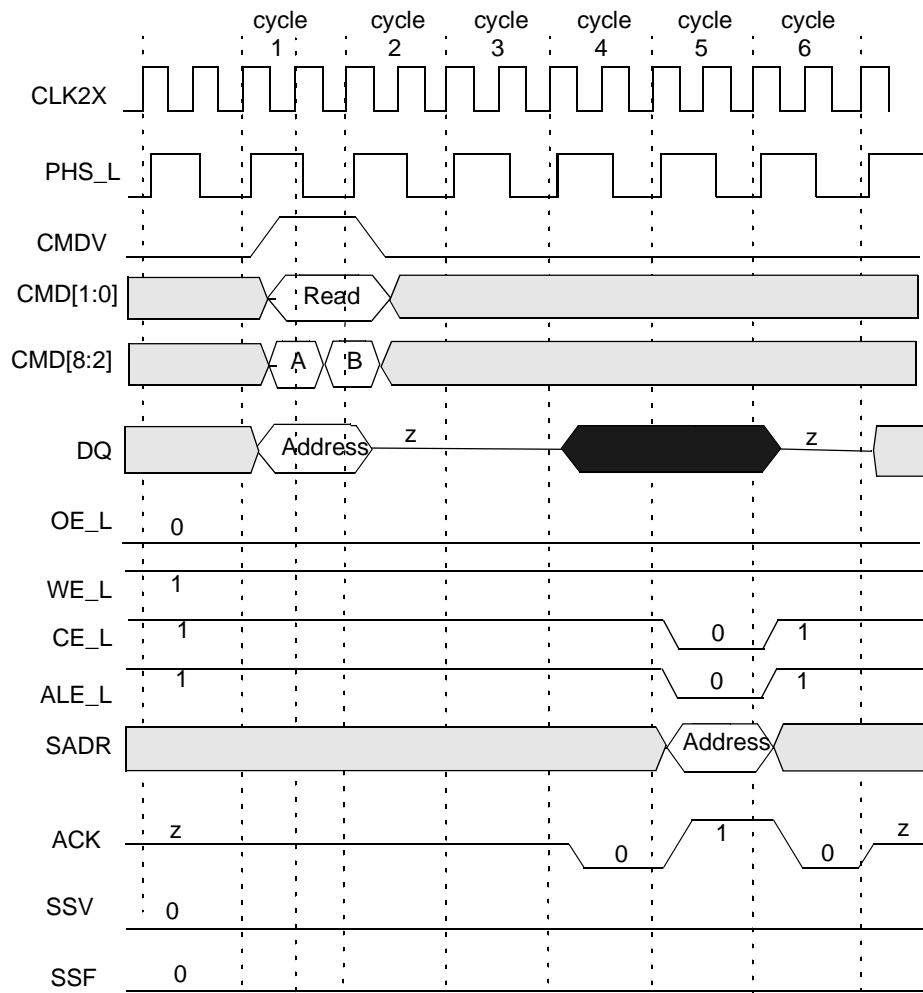 cycle cycle cycle cycle cycle cycle
1 2 3 4 5 6
CLK2X
PHS_L
CMDV
CMD[1:0] Read
CMD[8:2] A B
DQ Address z z
OE_L 0
WE_L 1
CE_L 1 0 1
ALE_L 1 0 1
SADR Address
ACK z 0 1 0 z
SSV 0
SSF 0